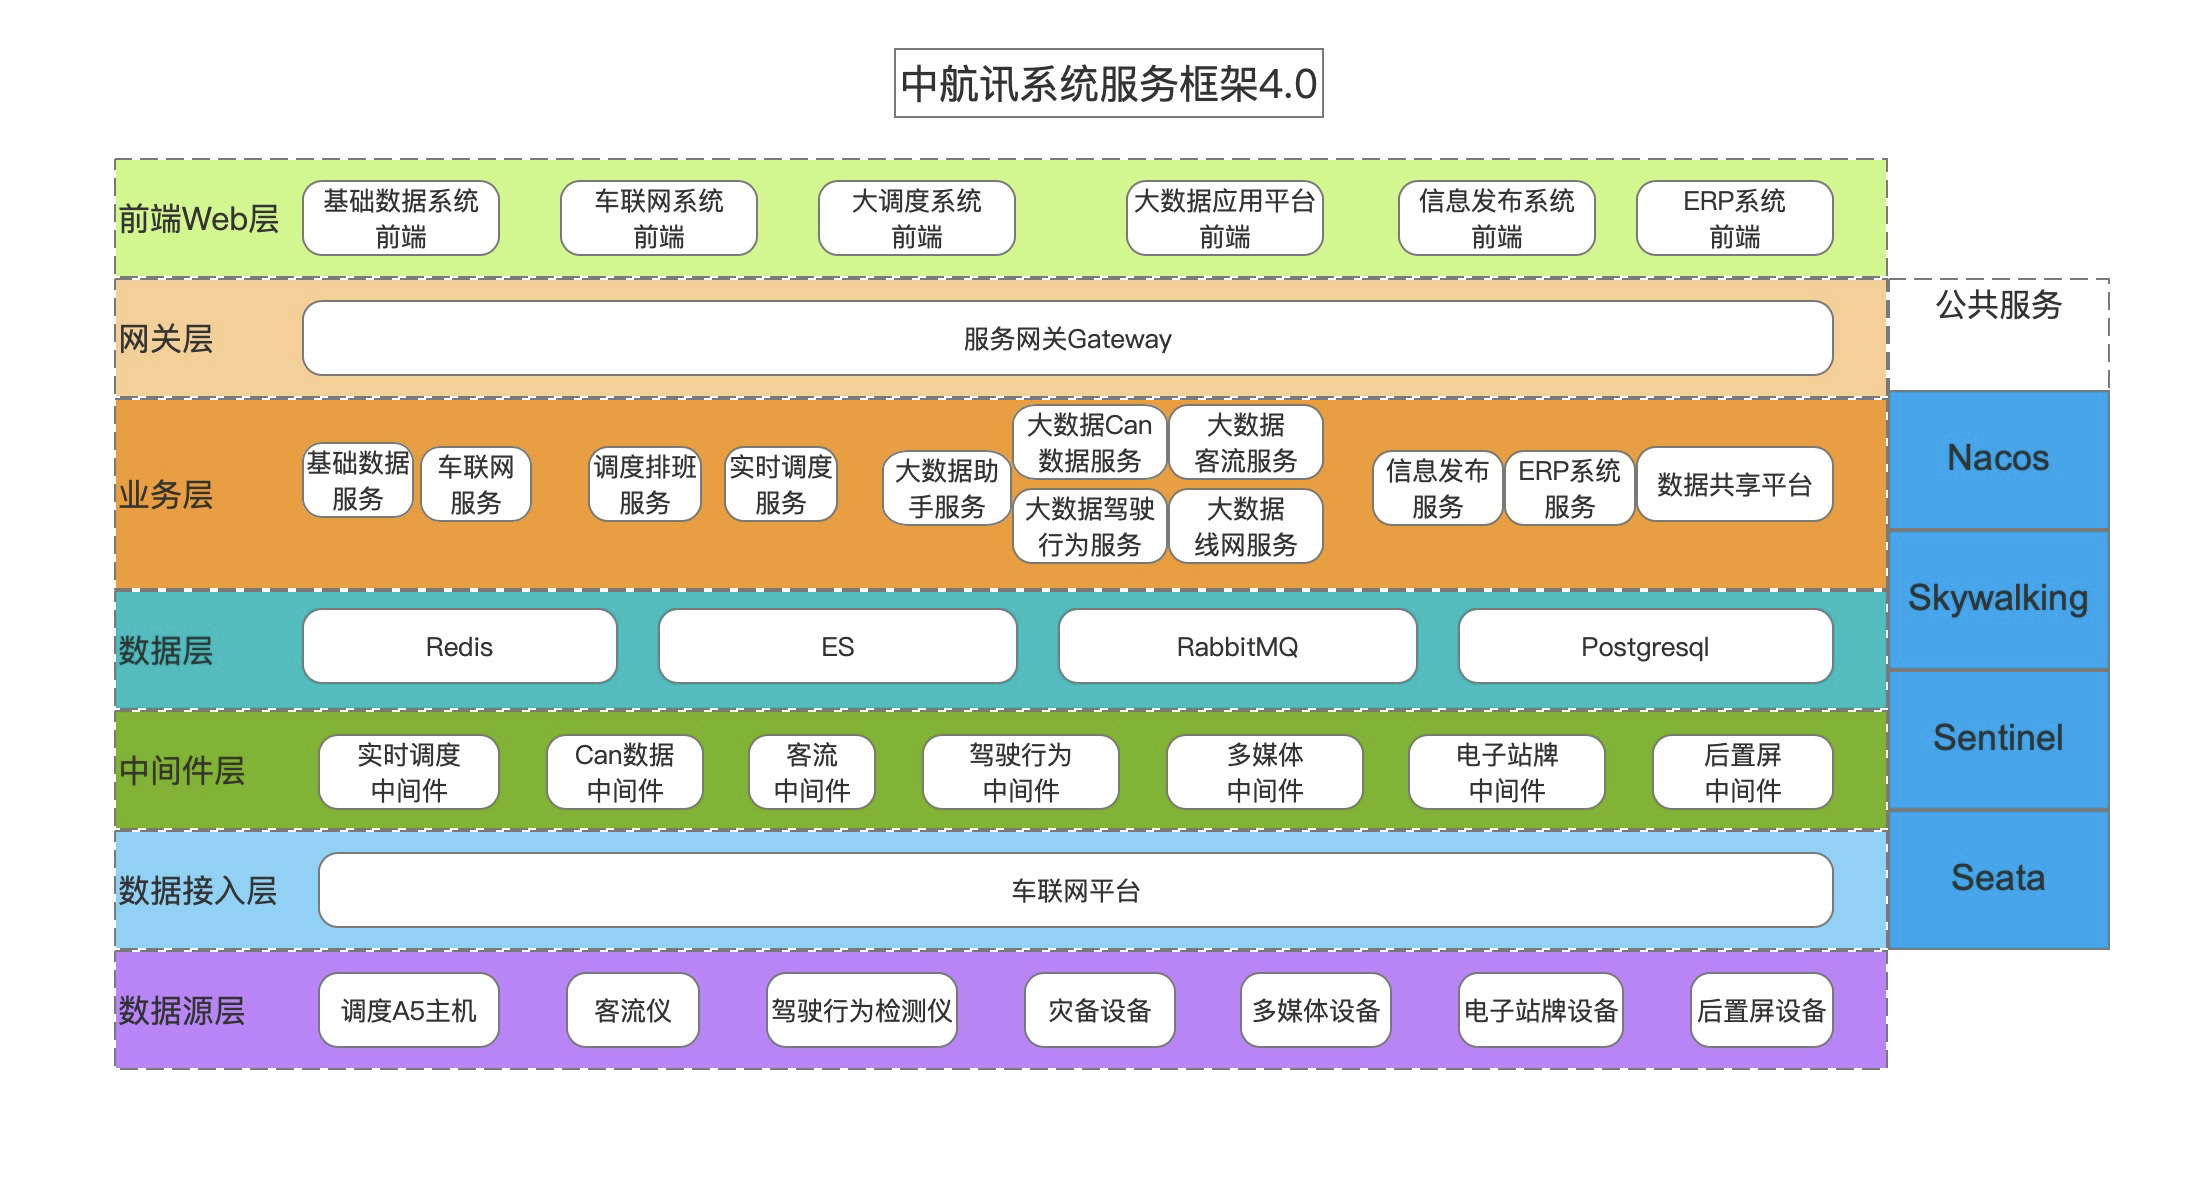 中航讯系统服务框架4.0
前端Web层
基础数据系统
前端
车联网系统
前端
大调度系统
前端
大数据应用平台
前端
信息发布系统
前端
ERP系统
前端
网关层
服务网关Gateway
公共服务
业务层
基础数据
服务
车联网
服务
调度排班
服务
实时调度
服务
大数据助
手服务
大数据Can
数据服务
大数据
客流服务
大数据驾驶
行为服务
大数据
线网服务
信息发布
服务
ERP系统
服务
数据共享平台
Nacos
数据层
Redis
ES
RabbitMQ
Postgresql
Skywalking
中间件层
实时调度
中间件
Can数据
中间件
客流
中间件
驾驶行为
中间件
多媒体
中间件
电子站牌
中间件
后置屏
中间件
Sentinel
数据接入层
车联网平台
Seata
数据源层
调度A5主机
客流仪
驾驶行为检测仪
灾备设备
多媒体设备
电子站牌设备
后置屏设备